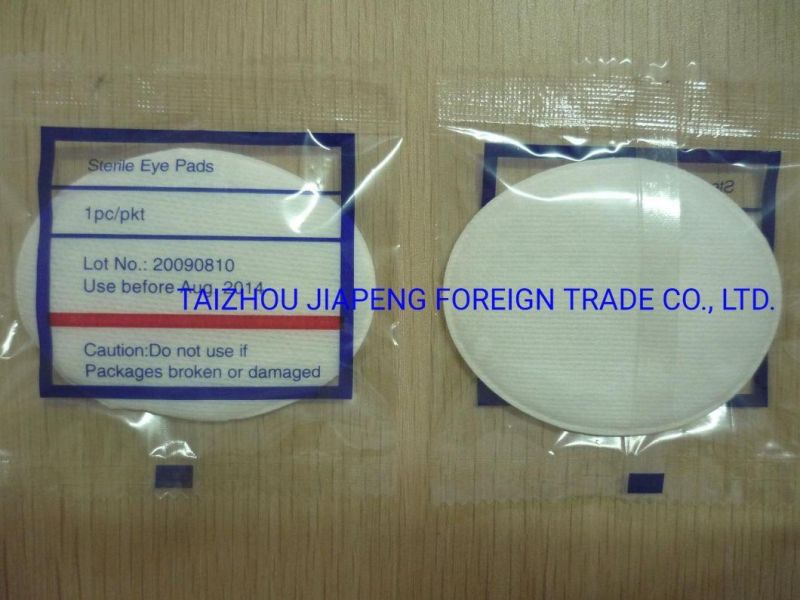 Sterile Eye Pads
1pc/pkt
Lot No.: 20090810
Use before Aug. 2014
TAIZHOU JIAPENG FOREIGN TRADE CO., LTD.
Caution:Do not use if
Packages broken or damaged
Ste